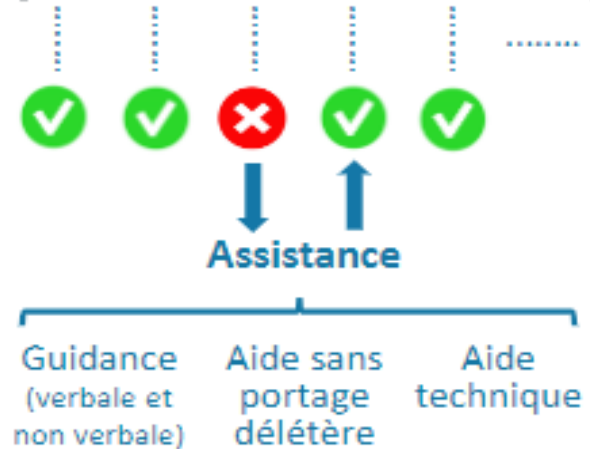 .........
Assistance
Guidance
(verbale et
non verbale)
Aide sans
portage
délétère
Aide
technique